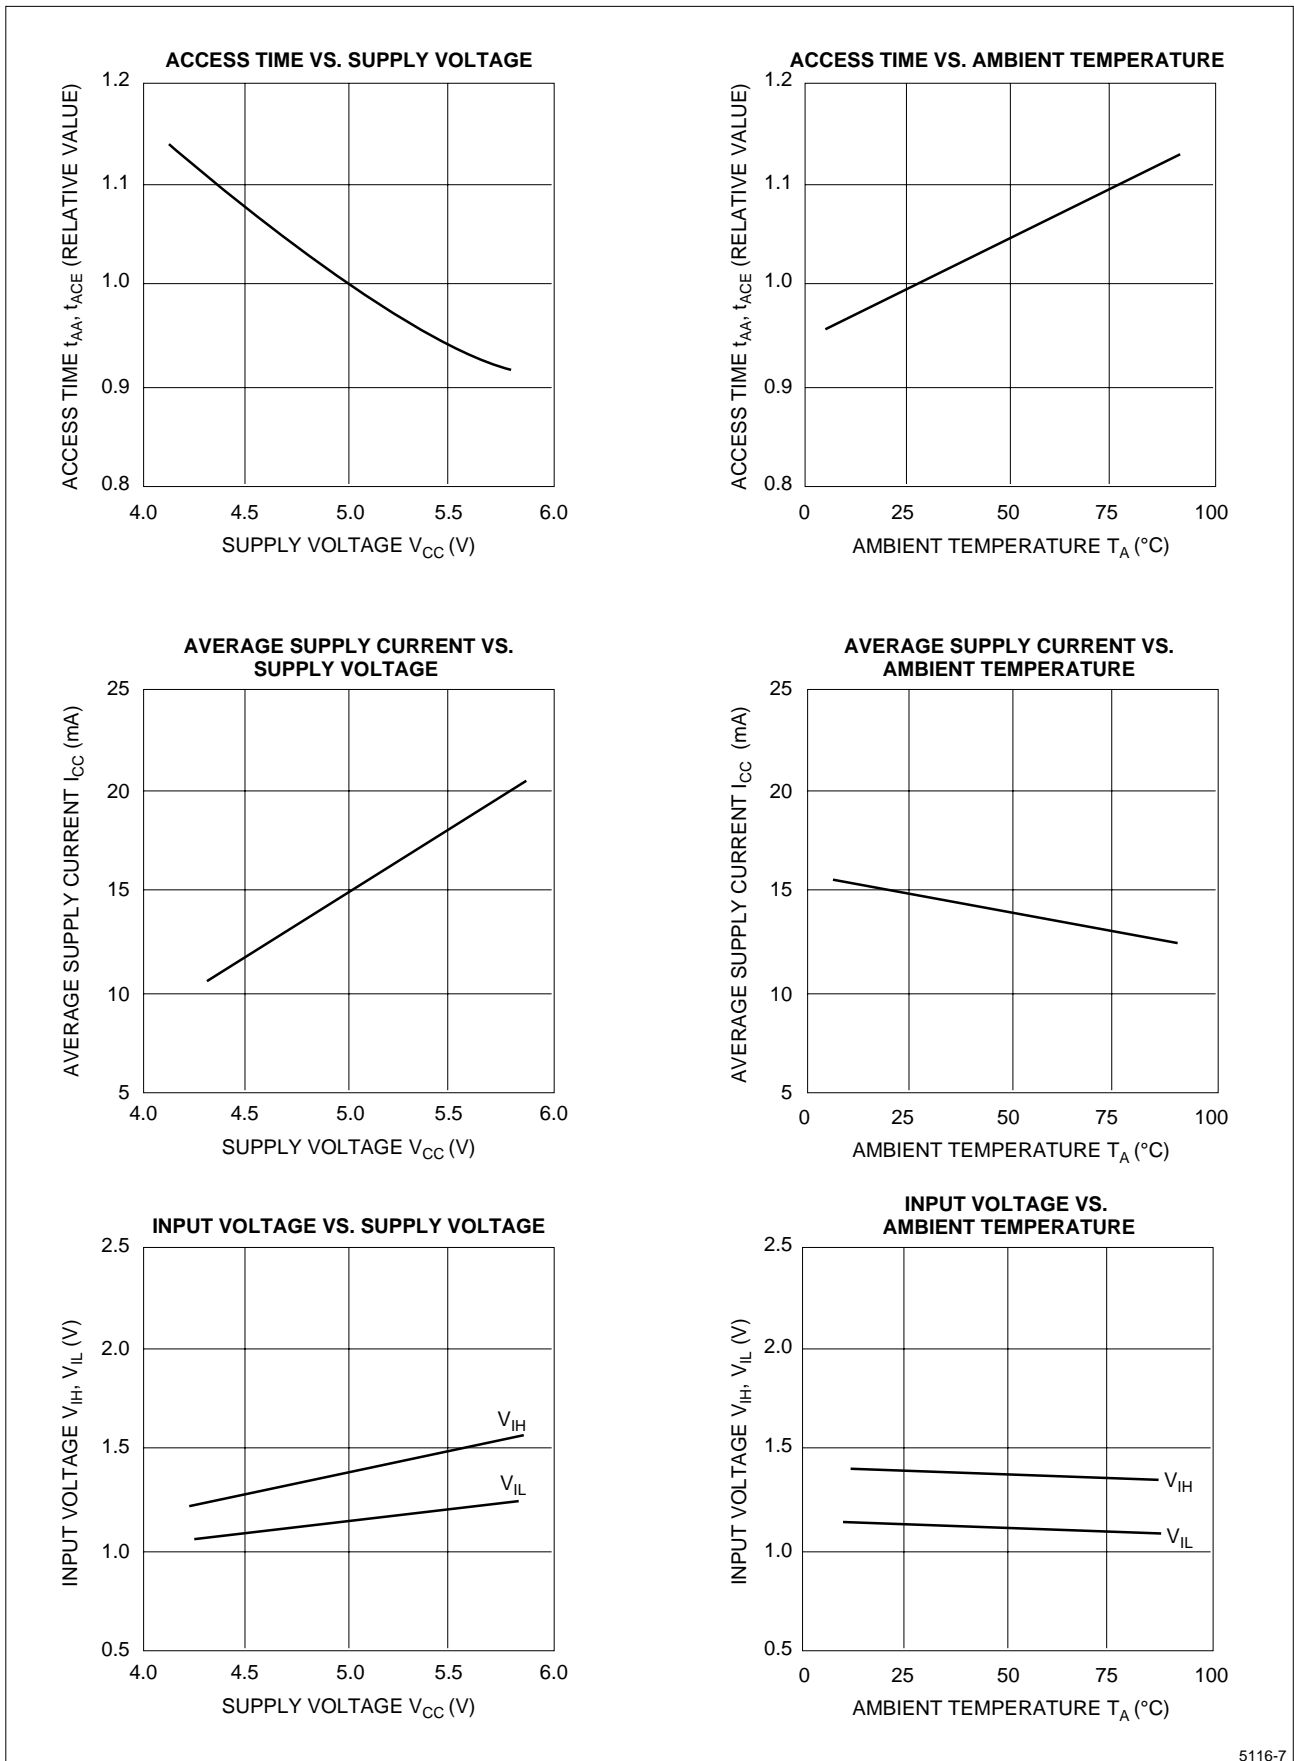 ACCESS TIME VS. SUPPLY VOLTAGE
1.2
1.1
1.0
0.9
0.8
ACCESS TIME tAA, tACE (RELATIVE VALUE)
4.0 4.5 5.0 5.5 6.0
SUPPLY VOLTAGE VCC (V)
ACCESS TIME VS. AMBIENT TEMPERATURE
1.2
1.1
1.0
0.9
0.8
ACCESS TIME tAA, tACE (RELATIVE VALUE)
0 25 50 75 100
AMBIENT TEMPERATURE TA (°C)
AVERAGE SUPPLY CURRENT VS.
SUPPLY VOLTAGE
25
20
15
10
5
AVERAGE SUPPLY CURRENT ICC (mA)
4.0 4.5 5.0 5.5 6.0
SUPPLY VOLTAGE VCC (V)
AVERAGE SUPPLY CURRENT VS.
AMBIENT TEMPERATURE
25
20
15
10
5
AVERAGE SUPPLY CURRENT ICC (mA)
0 25 50 75 100
AMBIENT TEMPERATURE TA (°C)
INPUT VOLTAGE VS. SUPPLY VOLTAGE
2.5
2.0
1.5
1.0
0.5
INPUT VOLTAGE VIH, VIL (V)
VIH
VIL
4.0 4.5 5.0 5.5 6.0
SUPPLY VOLTAGE VCC (V)
INPUT VOLTAGE VS.
AMBIENT TEMPERATURE
2.5
2.0
1.5
1.0
0.5
INPUT VOLTAGE VIH, VIL (V)
VIH
VIL
0 25 50 75 100
AMBIENT TEMPERATURE TA (°C)
5116-7